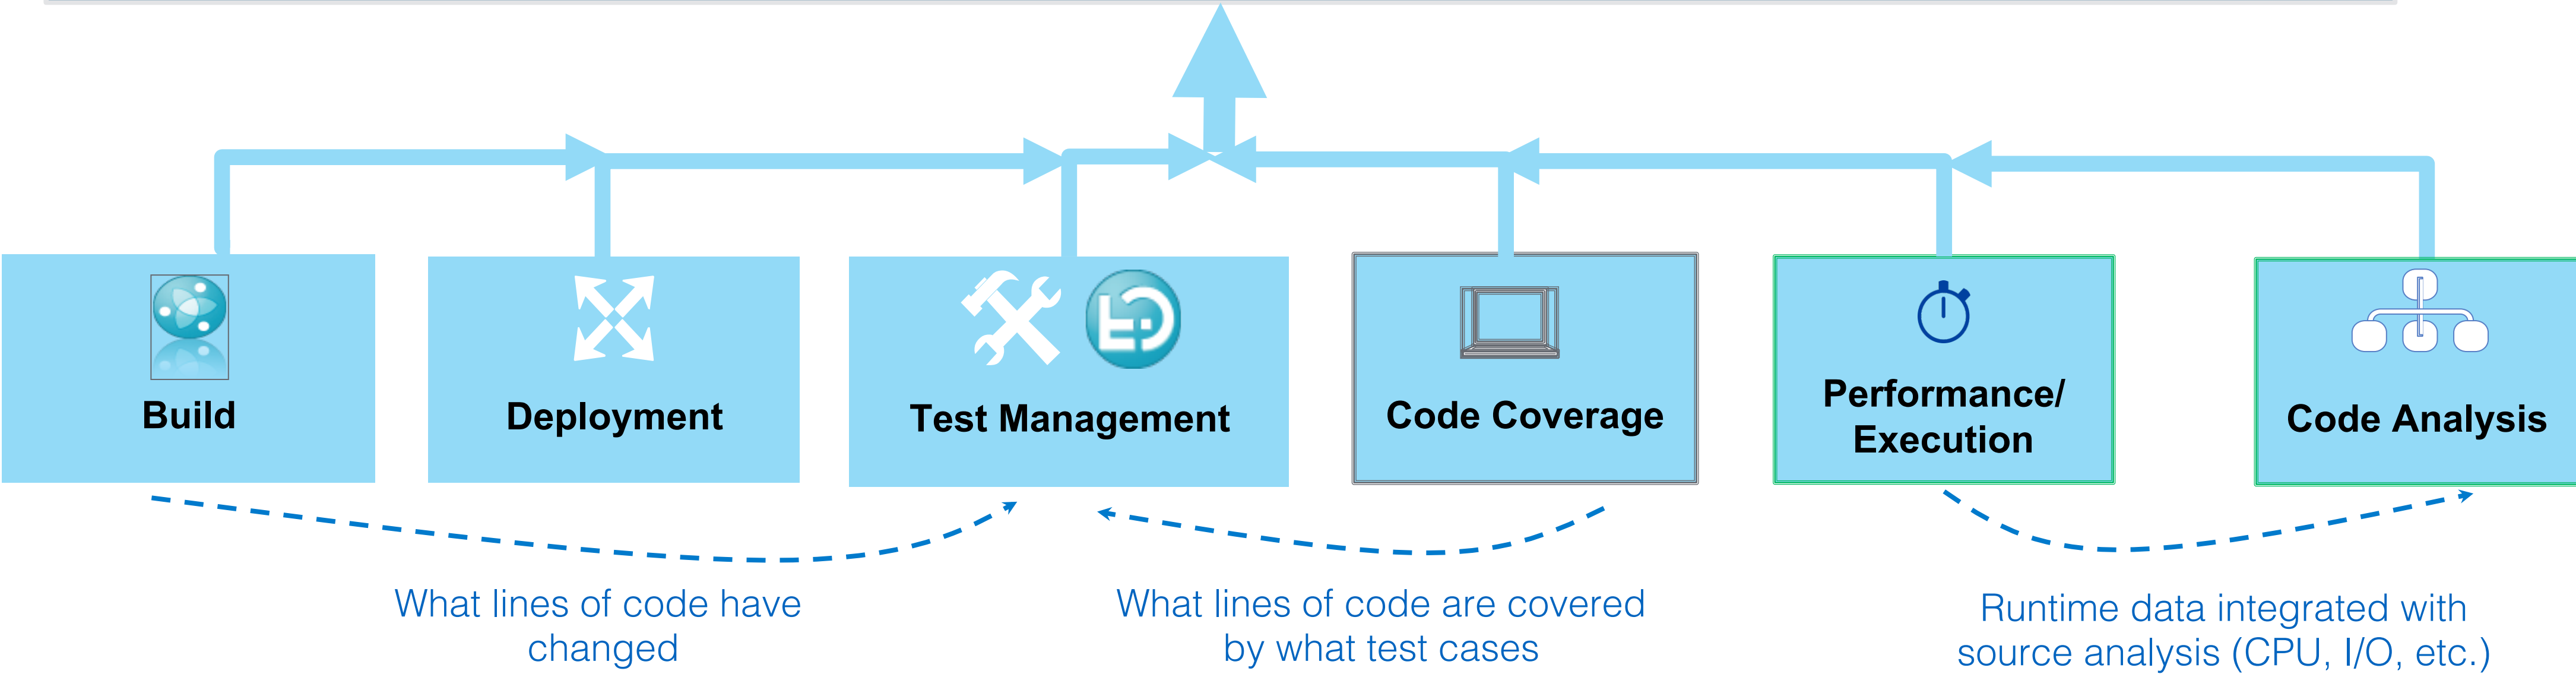 Build
Deployment
Test Management
Code Coverage
Performance/
Execution
Code Analysis
What lines of code have
changed
What lines of code are covered
by what test cases
Runtime data integrated with
source analysis (CPU, I/O, etc.)